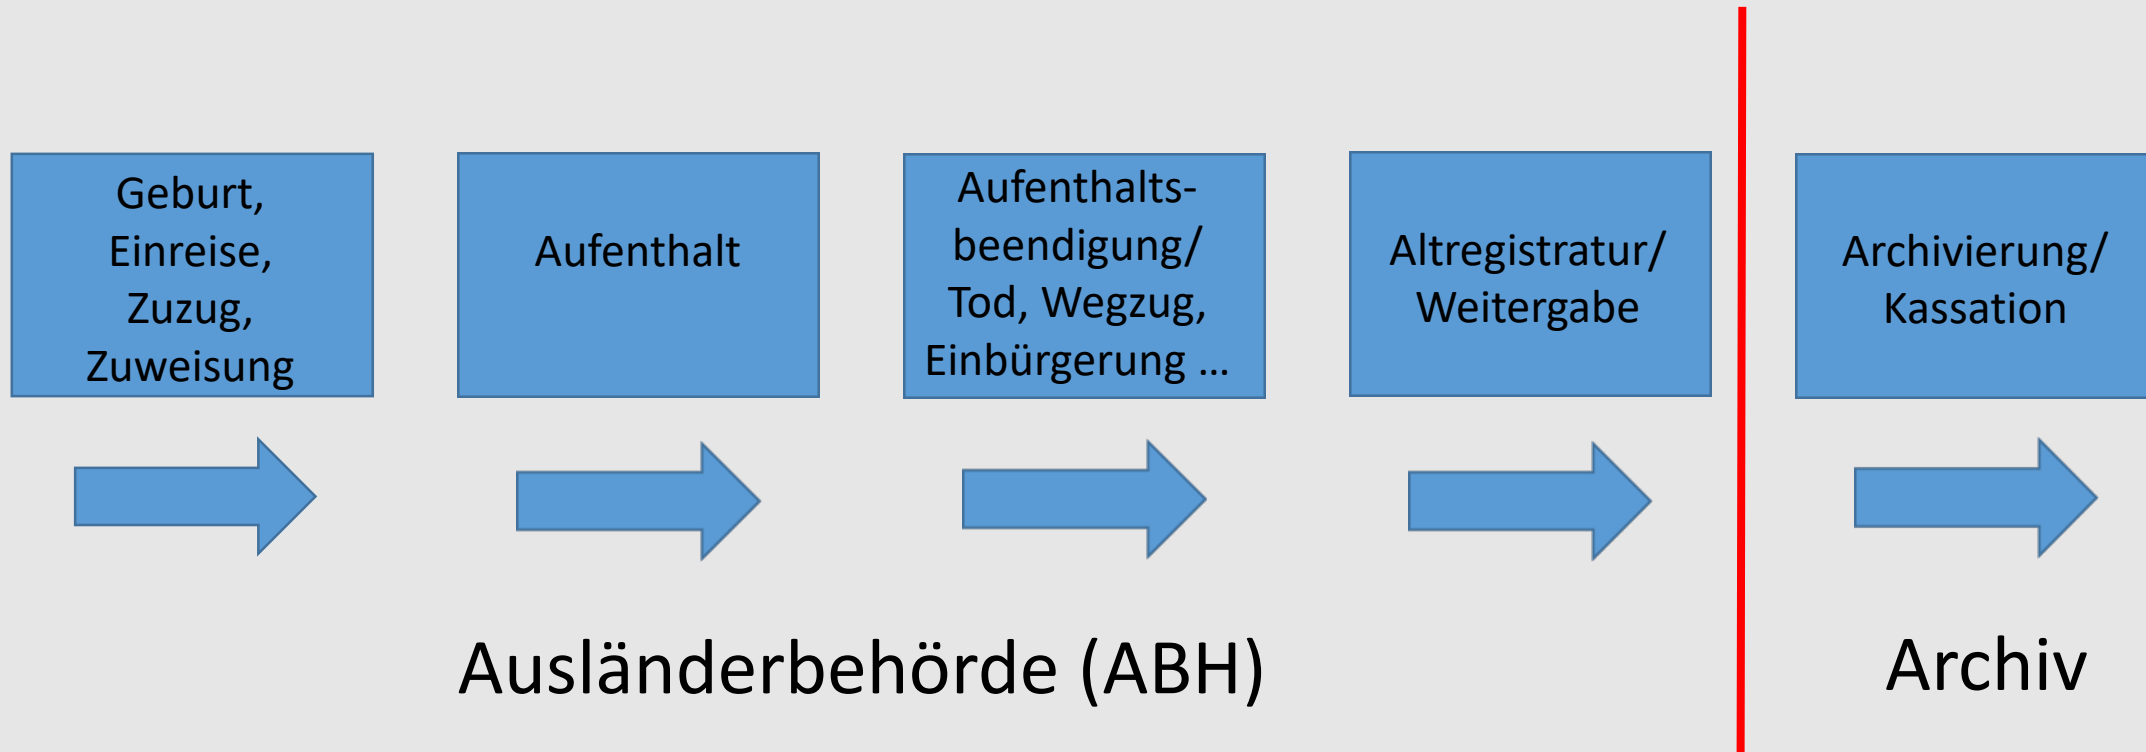 Geburt,
Einreise,
Zuzug,
Zuweisung
Aufenthalt
Aufenthalts-
beendigung/
Tod, Wegzug,
Einbürgerung ...
Altregistratur/
Weitergabe
Archivierung/
Kassation
Ausländerbehörde (ABH)
Archiv